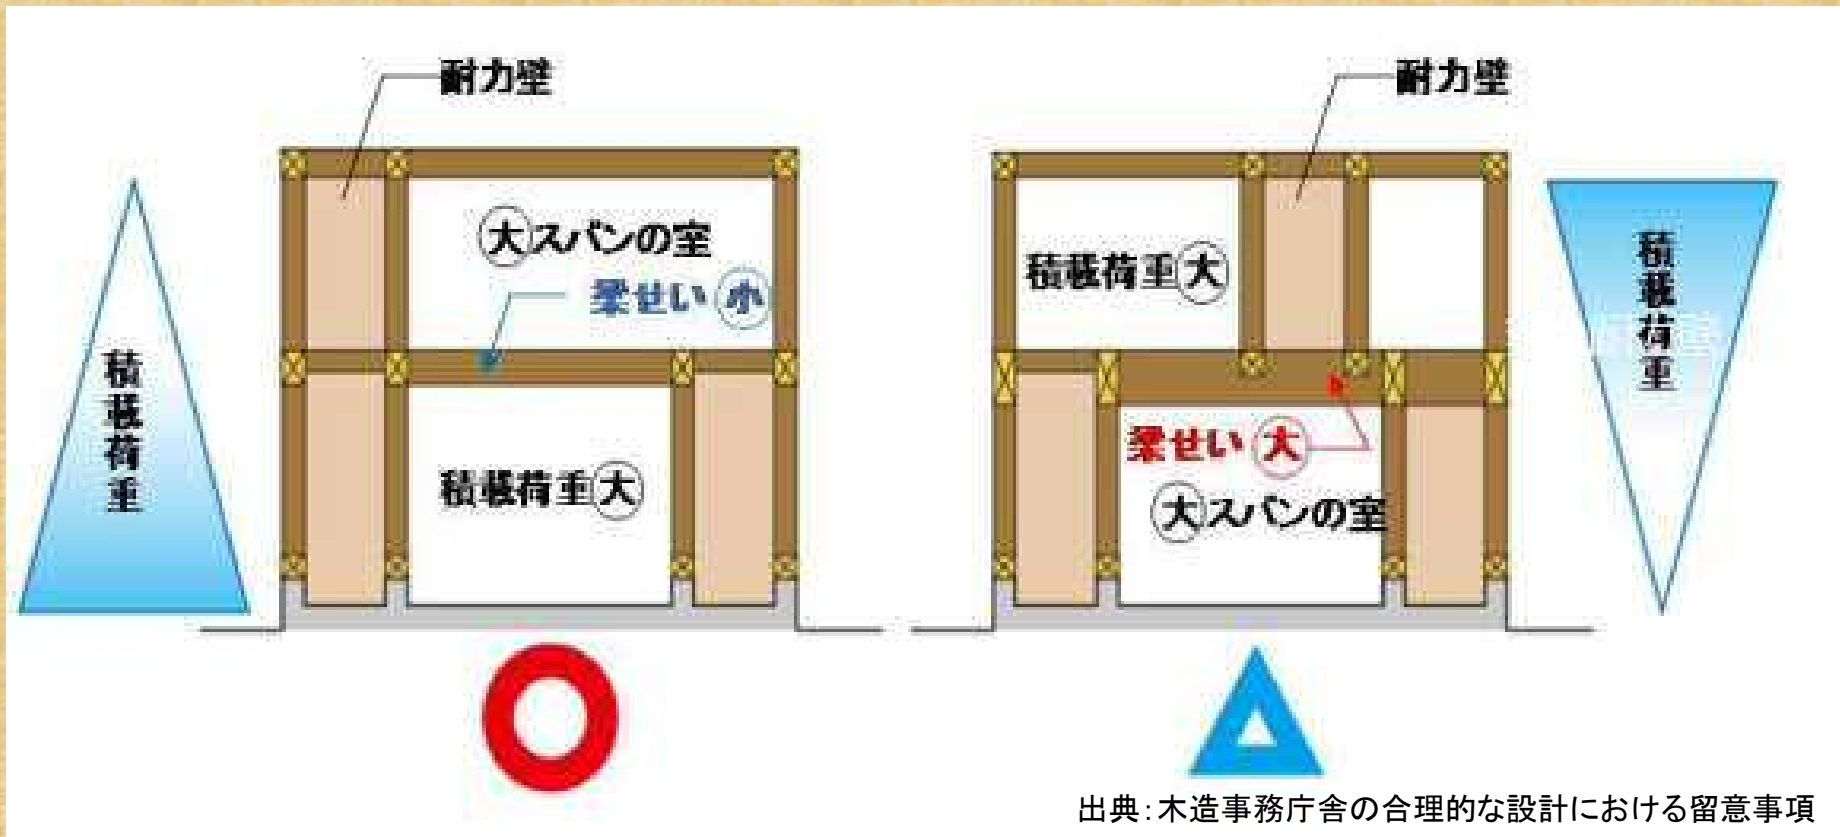 耐力壁
大スパンの室
梁せい小
積載荷重
積載荷重大
耐力壁
積載荷重大
積載荷重
梁せい大
大スパンの室
出典：木造事務庁舎の合理的な設計における留意事項